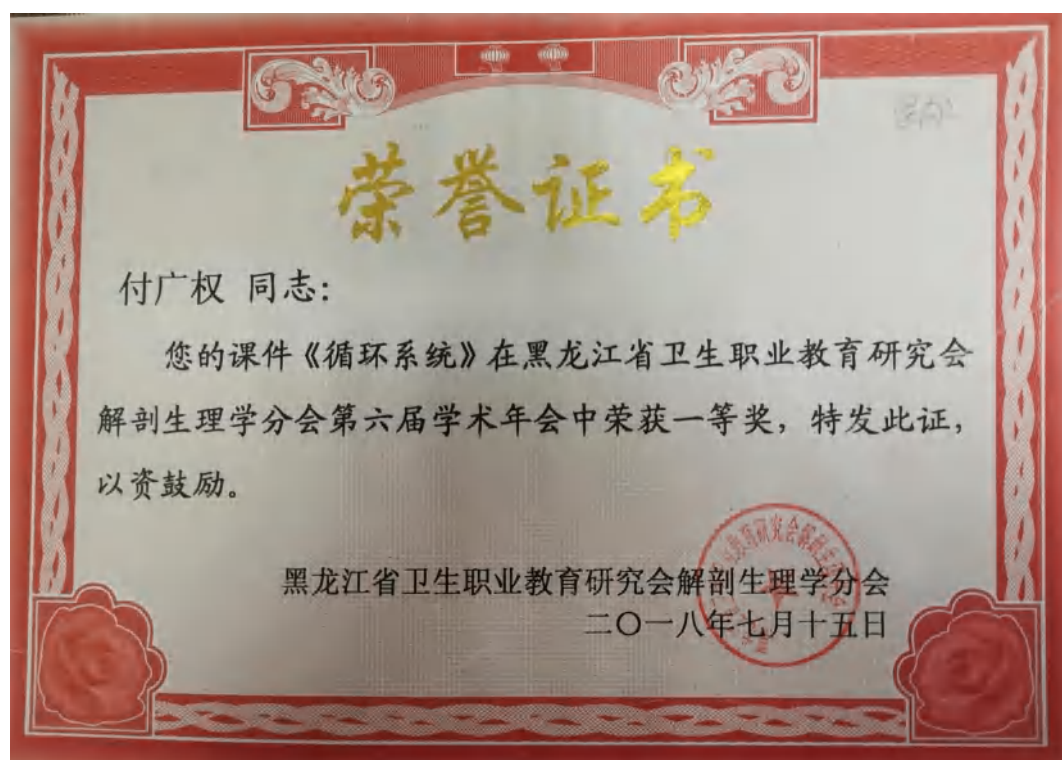 荣誉证书
付广权 同志：
您的课件《循环系统》在黑龙江省卫生职业教育研究会
解剖生理学分会第六届学术年会中荣获一等奖，特发此证，
以资鼓励。
黑龙江省卫生职业教育研究会解剖生理学分会
二〇一八年七月十五日